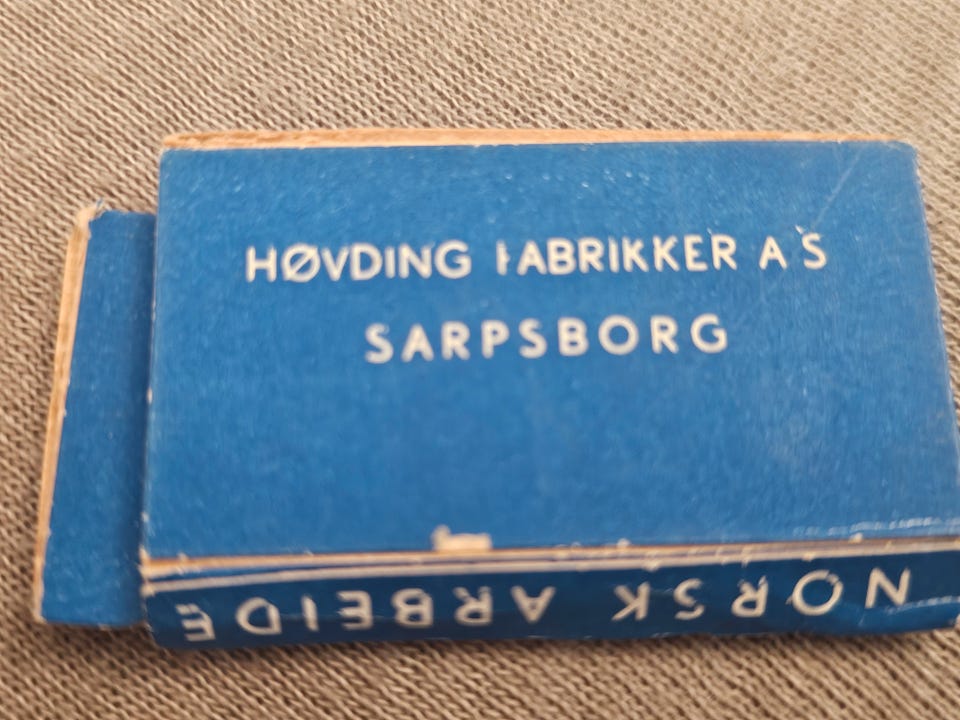 HØVDING FABRIKKER A'S
SARPSBORG
NORSK ARBEIDE